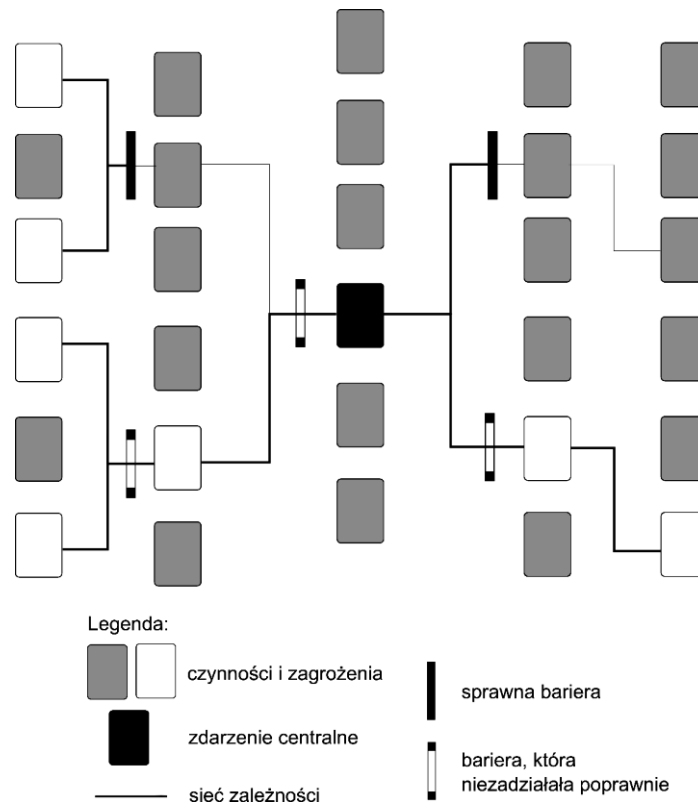 Legenda:
czynności i zagrożenia
zdarzenie centralne
sieć zależności
sprawna bariera
bariera, która
niezadziałała poprawnie